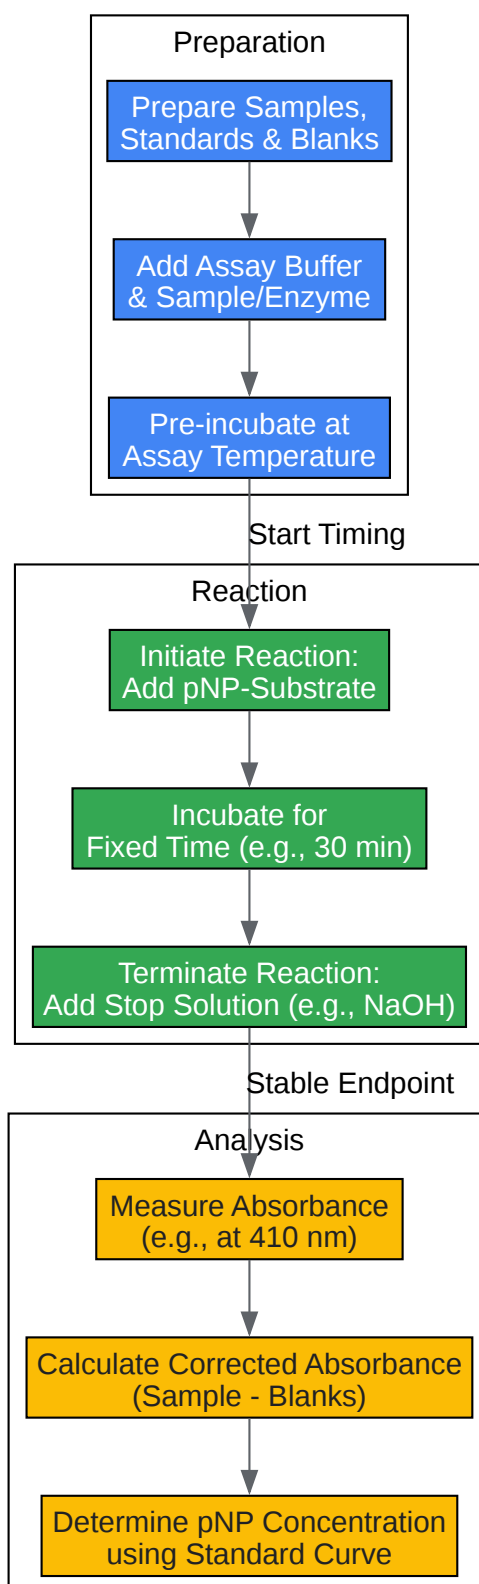 Preparation
Prepare Samples,
Standards & Blanks
Add Assay Buffer
& Sample/Enzyme
Pre-incubate at
Assay Temperature
Start Timing
Reaction
Initiate Reaction:
Add pNP-Substrate
Incubate for
Fixed Time (e.g., 30 min)
Terminate Reaction:
Add Stop Solution (e.g., NaOH)
Stable Endpoint
Analysis
Measure Absorbance
(e.g., at 410 nm)
Calculate Corrected Absorbance
(Sample - Blanks)
Determine pNP Concentration
using Standard Curve